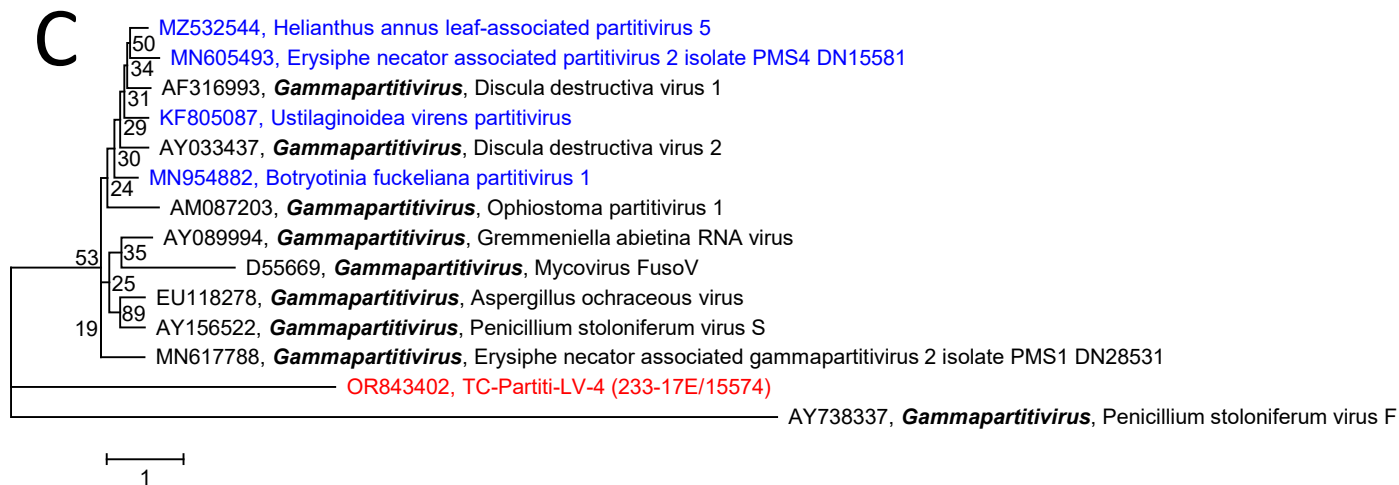 C
MZ532544, Helianthus annus leaf-associated partitivirus 5
50
MN605493, Erysiphe necator associated partitivirus 2 isolate PMS4 DN15581
34
AF316993, Gammapartitivirus, Discula destructiva virus 1
31
KF805087, Ustilaginoidea virens partitivirus
29
AY033437, Gammapartitivirus, Discula destructiva virus 2
30
MN954882, Botryotinia fuckeliana partitivirus 1
24
AM087203, Gammapartitivirus, Ophiostoma partitivirus 1
AY089994, Gammapartitivirus, Gremmeniella abietina RNA virus
53
35
D55669, Gammapartitivirus, Mycovirus FusoV
25
EU118278, Gammapartitivirus, Aspergillus ochraceous virus
89
19
AY156522, Gammapartitivirus, Penicillium stoloniferum virus S
MN617788, Gammapartitivirus, Erysiphe necator associated gammapartitivirus 2 isolate PMS1 DN28531
OR843402, TC-Partiti-LV-4 (233-17E/15574)
AY738337, Gammapartitivirus, Penicillium stoloniferum virus F
1